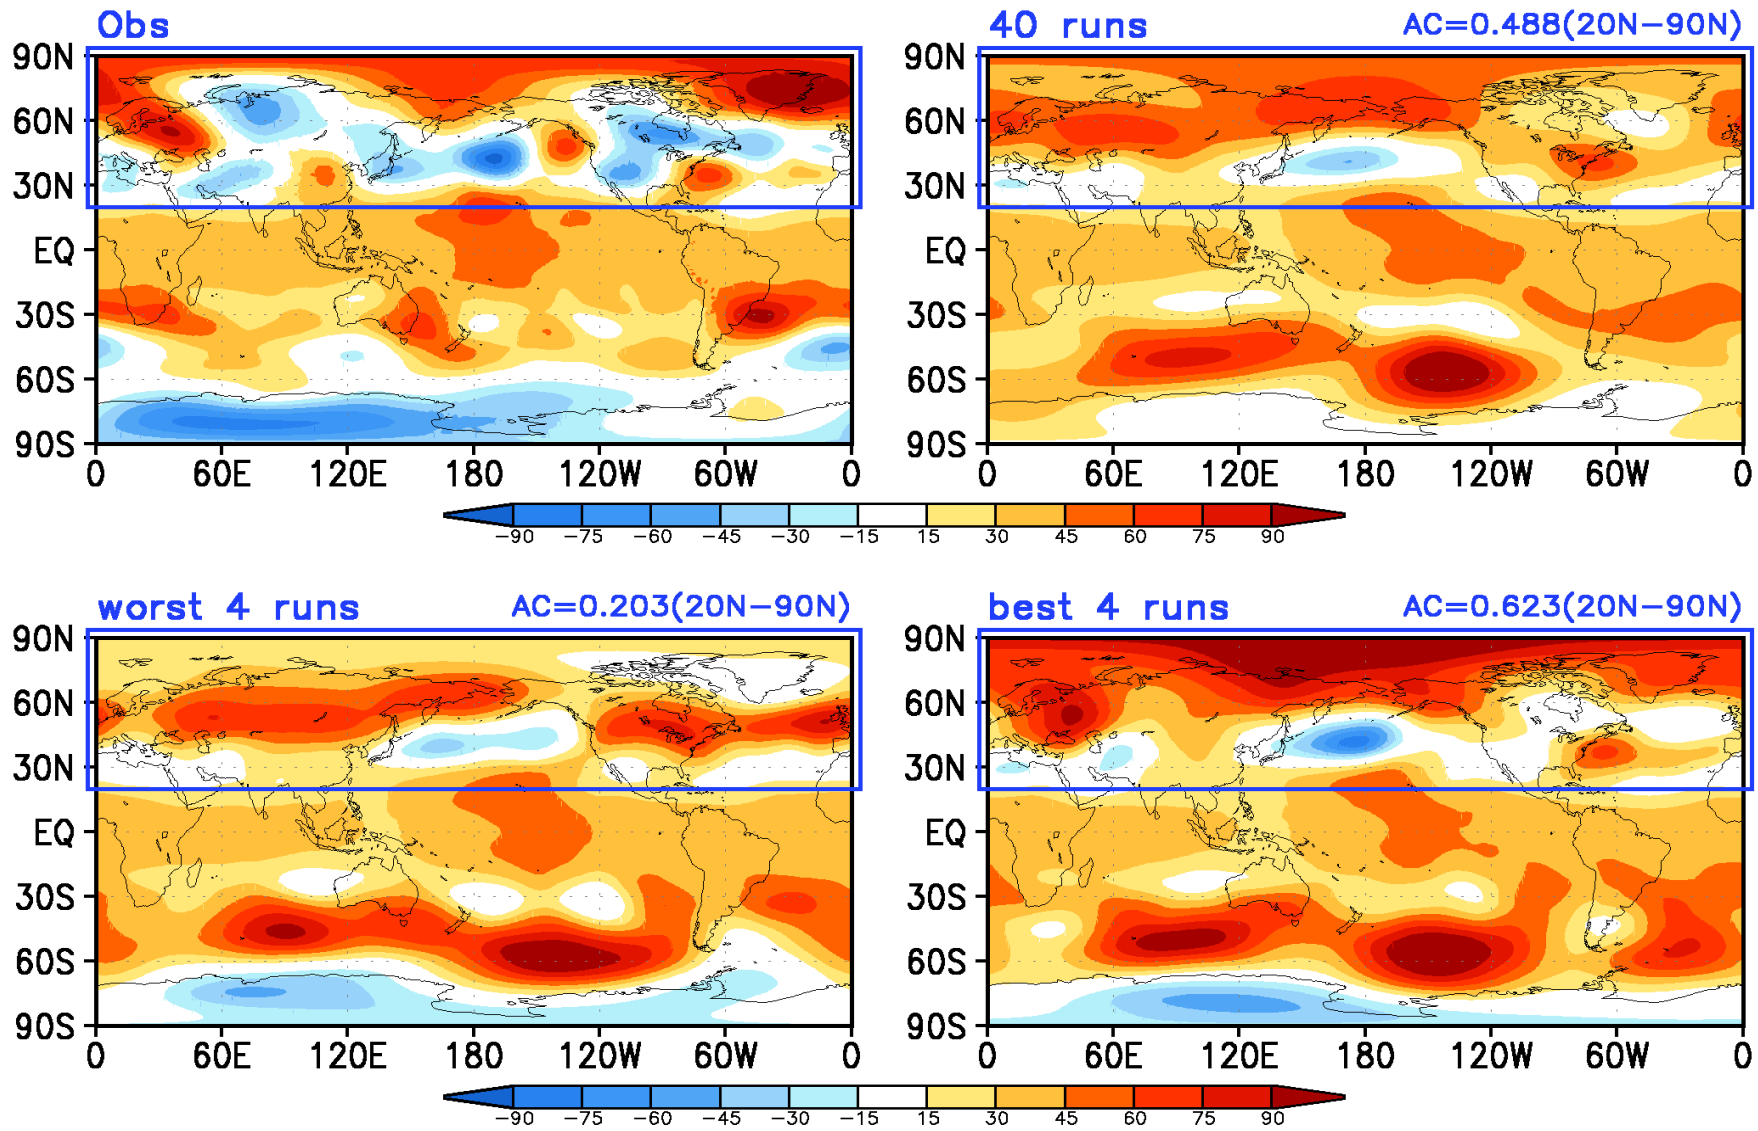 Obs
40 runs AC=0.488(20N−90N)
90N
60N
30N
EQ
30S
60S
90S
0 60E 120E 180 120W 60W 0
90N
60N
30N
EQ
30S
60S
90S
0 60E 120E 180 120W 60W 0
−90 −75 −60 −45 −30 −15 15 30 45 60 75 90
worst 4 runs AC=0.203(20N−90N)
best 4 runs AC=0.623(20N−90N)
90N
60N
30N
EQ
30S
60S
90S
0 60E 120E 180 120W 60W 0
90N
60N
30N
EQ
30S
60S
90S
0 60E 120E 180 120W 60W 0
−90 −75 −60 −45 −30 −15 15 30 45 60 75 90